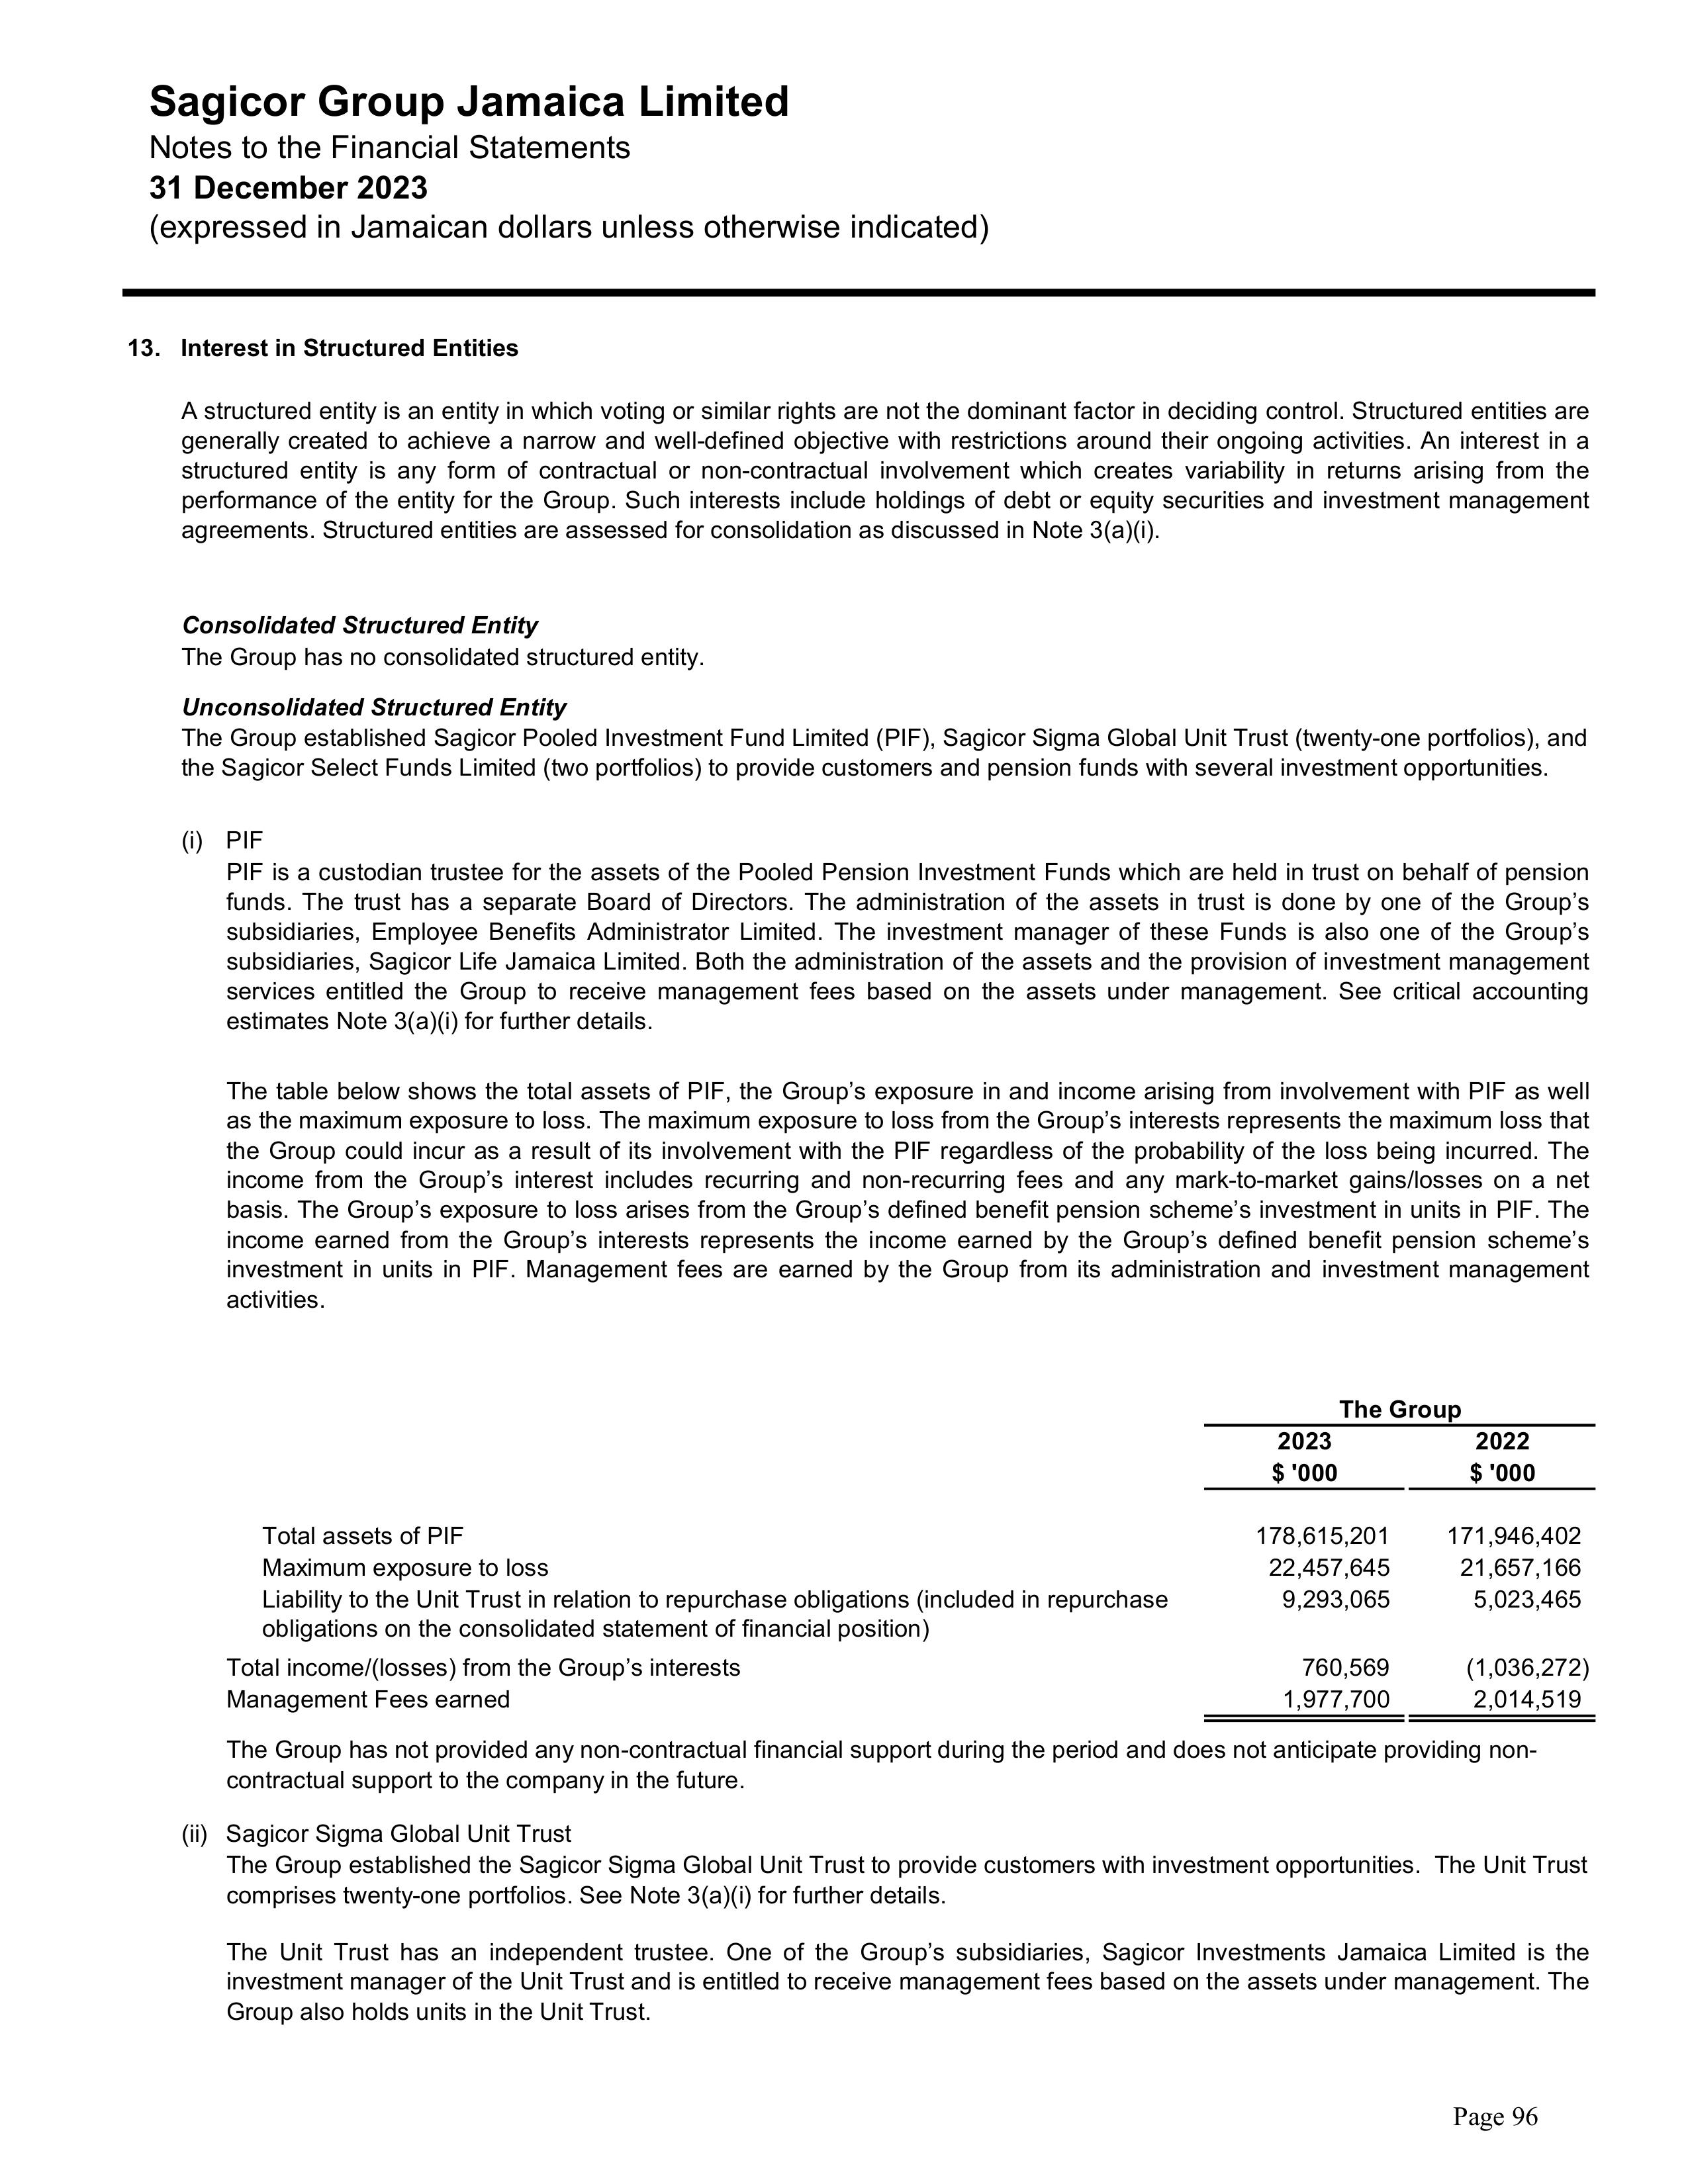 Sagicor Group Jamaica Limited
Notes to the Financial Statements
31 December 2023
(expressed in Jamaican dollars unless otherwise indicated)
13. Interest in Structured Entities
A structured entity is an entity in which voting or similar rights are not the dominant factor in deciding control. Structured entities are
generally created to achieve a narrow and well-defined objective with restrictions around their ongoing activities. An interest in a
structured entity is any form of contractual or non-contractual involvement which creates variability in returns arising from the
performance of the entity for the Group. Such interests include holdings of debt or equity securities and investment management
agreements. Structured entities are assessed for consolidation as discussed in Note 3(a)(i).
Consolidated Structured Entity
The Group has no consolidated structured entity.
Unconsolidated Structured Entity
The Group established Sagicor Pooled Investment Fund Limited (PIF), Sagicor Sigma Global Unit Trust (twenty-one portfolios), and
the Sagicor Select Funds Limited (two portfolios) to provide customers and pension funds with several investment opportunities.
(i) PIF
PIF is a custodian trustee for the assets of the Pooled Pension Investment Funds which are held in trust on behalf of pension
funds. The trust has a separate Board of Directors. The administration of the assets in trust is done by one of the Group’s
subsidiaries, Employee Benefits Administrator Limited. The investment manager of these Funds is also one of the Group’s
subsidiaries, Sagicor Life Jamaica Limited. Both the administration of the assets and the provision of investment management
services entitled the Group to receive management fees based on the assets under management. See critical accounting
estimates Note 3(a)(i) for further details.
The table below shows the total assets of PIF, the Group’s exposure in and income arising from involvement with PIF as well
as the maximum exposure to loss. The maximum exposure to loss from the Group’s interests represents the maximum loss that
the Group could incur as a result of its involvement with the PIF regardless of the probability of the loss being incurred. The
income from the Group’s interest includes recurring and non-recurring fees and any mark-to-market gains/losses on a net
basis. The Group’s exposure to loss arises from the Group’s defined benefit pension scheme’s investment in units in PIF. The
income earned from the Group’s interests represents the income earned by the Group’s defined benefit pension scheme’s
investment in units in PIF. Management fees are earned by the Group from its administration and investment management
activities.
The Group
2023 2022
$ '000 $ '000
Total assets of PIF 178,615,201 171,946,402
Maximum exposure to loss 22,457,645 21,657,166
Liability to the Unit Trust in relation to repurchase obligations (included in repurchase 9,293,065 5,023,465
obligations on the consolidated statement of financial position)
Total income/(losses) from the Group’s interests 760,569 (1,036,272)
Management Fees earned 1,977,700 2,014,519
The Group has not provided any non-contractual financial support during the period and does not anticipate providing non-
contractual support to the company in the future.
(ii) Sagicor Sigma Global Unit Trust
The Group established the Sagicor Sigma Global Unit Trust to provide customers with investment opportunities. The Unit Trust
comprises twenty-one portfolios. See Note 3(a)(i) for further details.
The Unit Trust has an independent trustee. One of the Group’s subsidiaries, Sagicor Investments Jamaica Limited is the
investment manager of the Unit Trust and is entitled to receive management fees based on the assets under management. The
Group also holds units in the Unit Trust.
Page 96